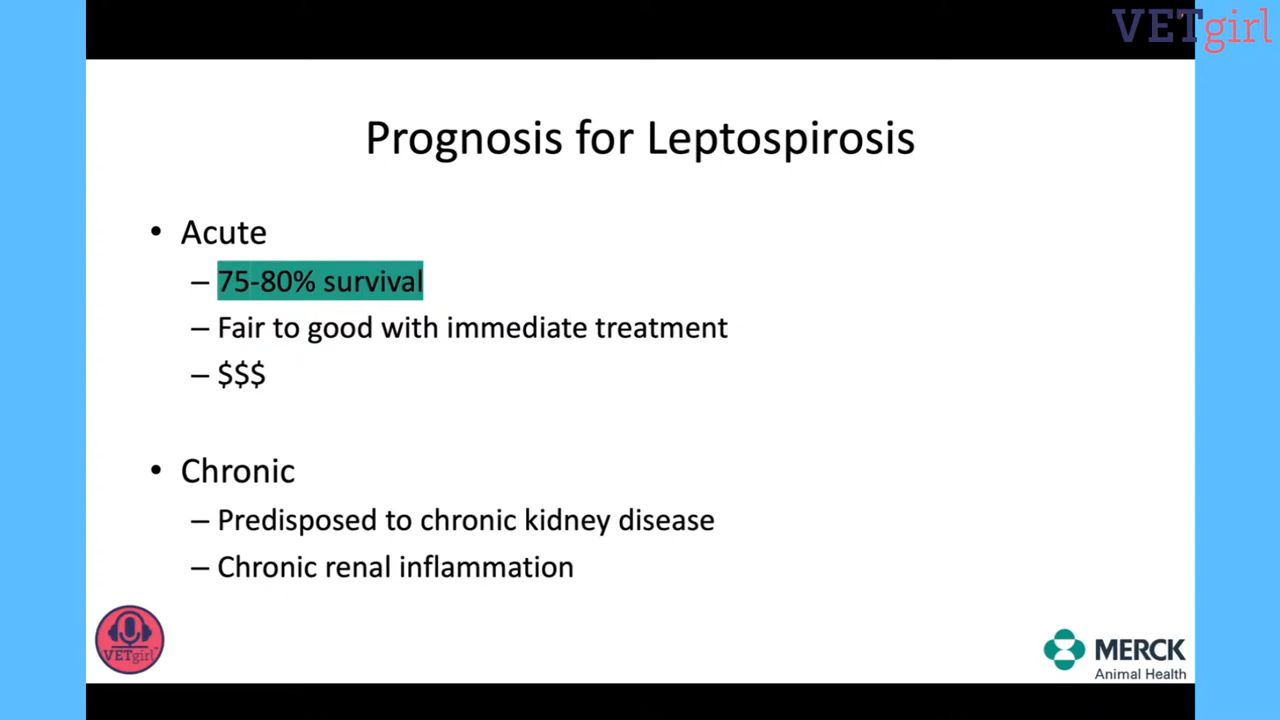 VETgirl
Prognosis for Leptospirosis
• Acute
– 75-80% survival
– Fair to good with immediate treatment
– $$$
• Chronic
– Predisposed to chronic kidney disease
– Chronic renal inflammation
VETgirl
MERCK
Animal Health